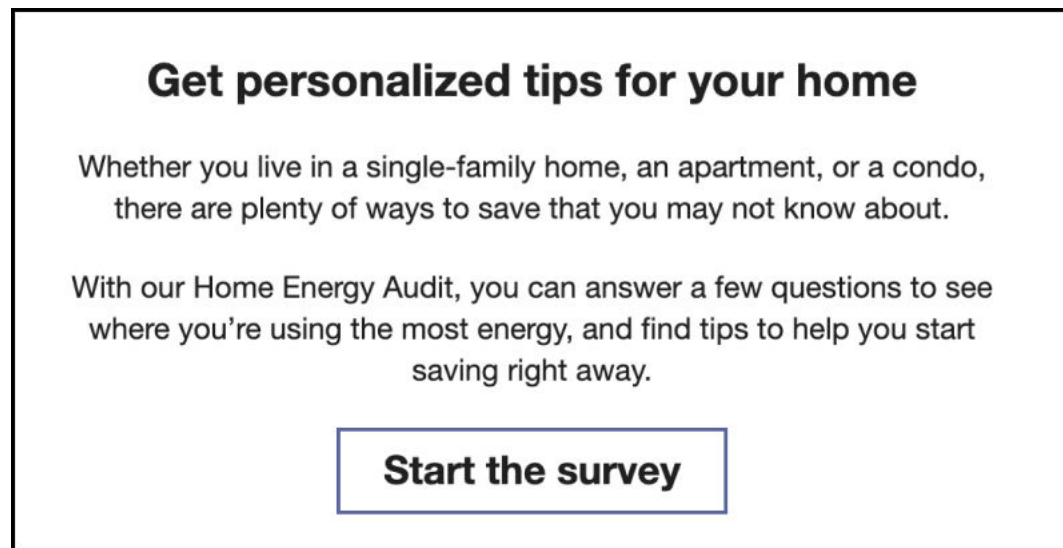 Get personalized tips for your home
Whether you live in a single-family home, an apartment, or a condo,
there are plenty of ways to save that you may not know about.
With our Home Energy Audit, you can answer a few questions to see
where you’re using the most energy, and find tips to help you start
saving right away.
Start the survey